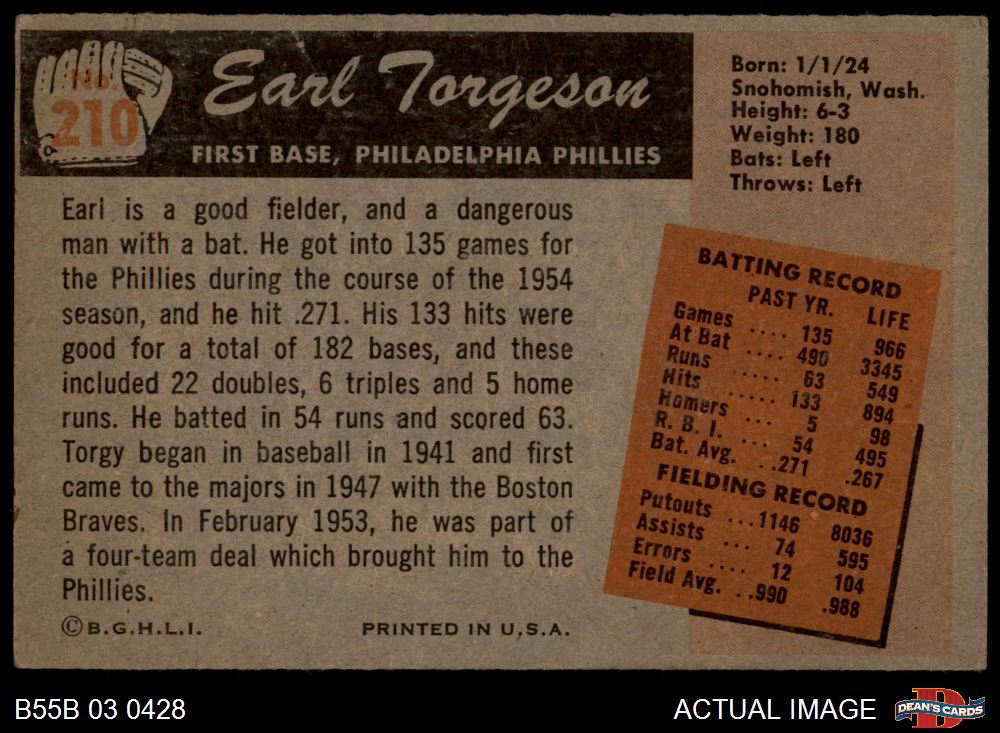 No.
210
Earl Torgeson
FIRST BASE, PHILADELPHIA PHILLIES
Born: 1/1/24
Snohomish, Wash.
Height: 6-3
Weight: 180
Bats: Left
Throws: Left
Earl is a good fielder, and a dangerous
man with a bat. He got into 135 games for
the Phillies during the course of the 1954
season, and he hit .271. His 133 hits were
good for a total of 182 bases, and these
included 22 doubles, 6 triples and 5 home
runs. He batted in 54 runs and scored 63.
Torgy began in baseball in 1941 and first
came to the majors in 1947 with the Boston
Braves. In February 1953, he was part of
a four-team deal which brought him to the
Phillies.
©B.G.H.L.I. PRINTED IN U.S.A.
BATTING RECORD
PAST YR. LIFE
Games .... 135 966
At Bat .... 490 3345
Runs ..... 63 549
Hits ..... 133 894
Homers 5 98
R. B. I. ... 54 495
Bat. Avg. ..271 .267
FIELDING RECORD
Putouts ...1146 8036
Assists ... 74 595
Errors .... 12 104
Field Avg. ..990 .988
B55B 03 0428
ACTUAL IMAGE
D
DEAN'S CARDS